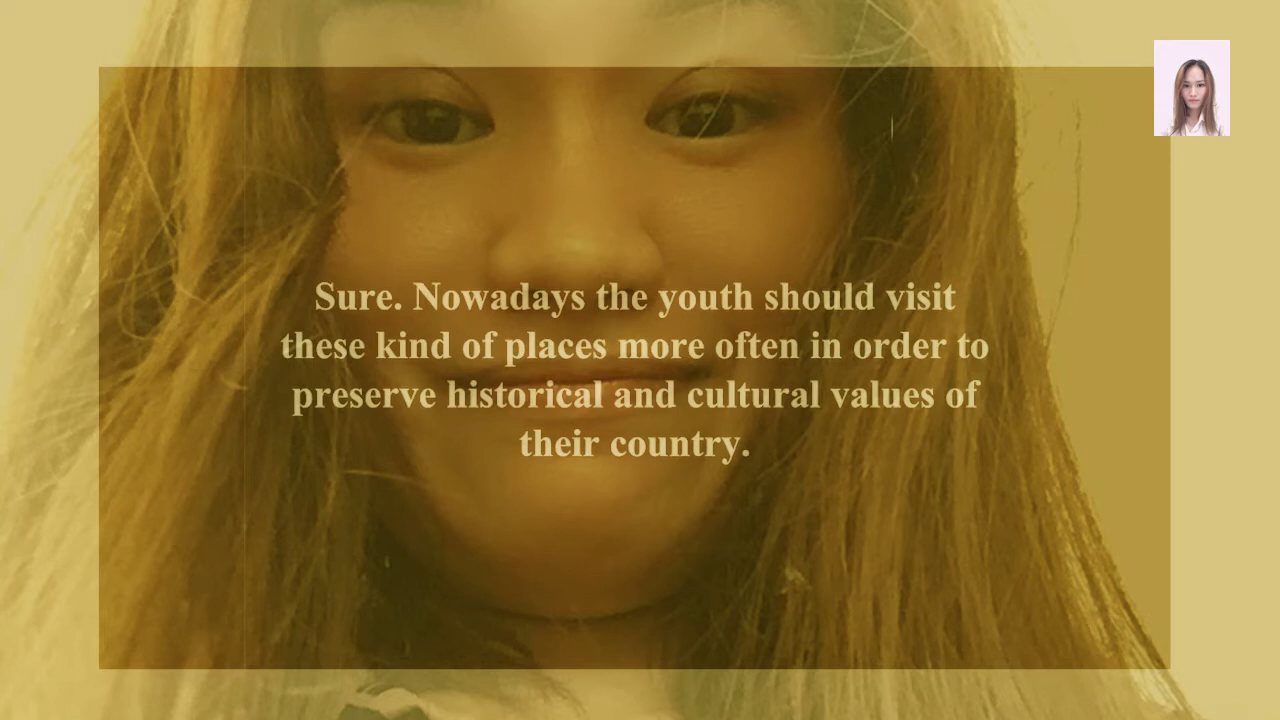 Sure. Nowadays the youth should visit
these kind of places more often in order to
preserve historical and cultural values of
their country.